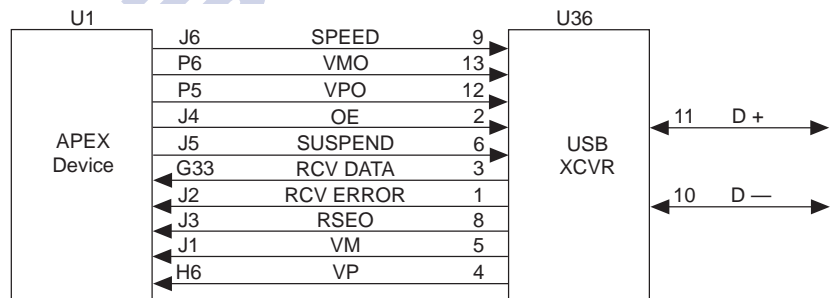 U1 U36
J6 SPEED 9
P6 VMO 13
P5 VPO 12
J4 OE 2
11 D +
J5 SUSPEND 6
APEX
Device
USB
XCVR
G33 RCV DATA 3
J2 RCV ERROR 1
10 D —
J3 RSEO 8
J1 VM 5
H6 VP 4